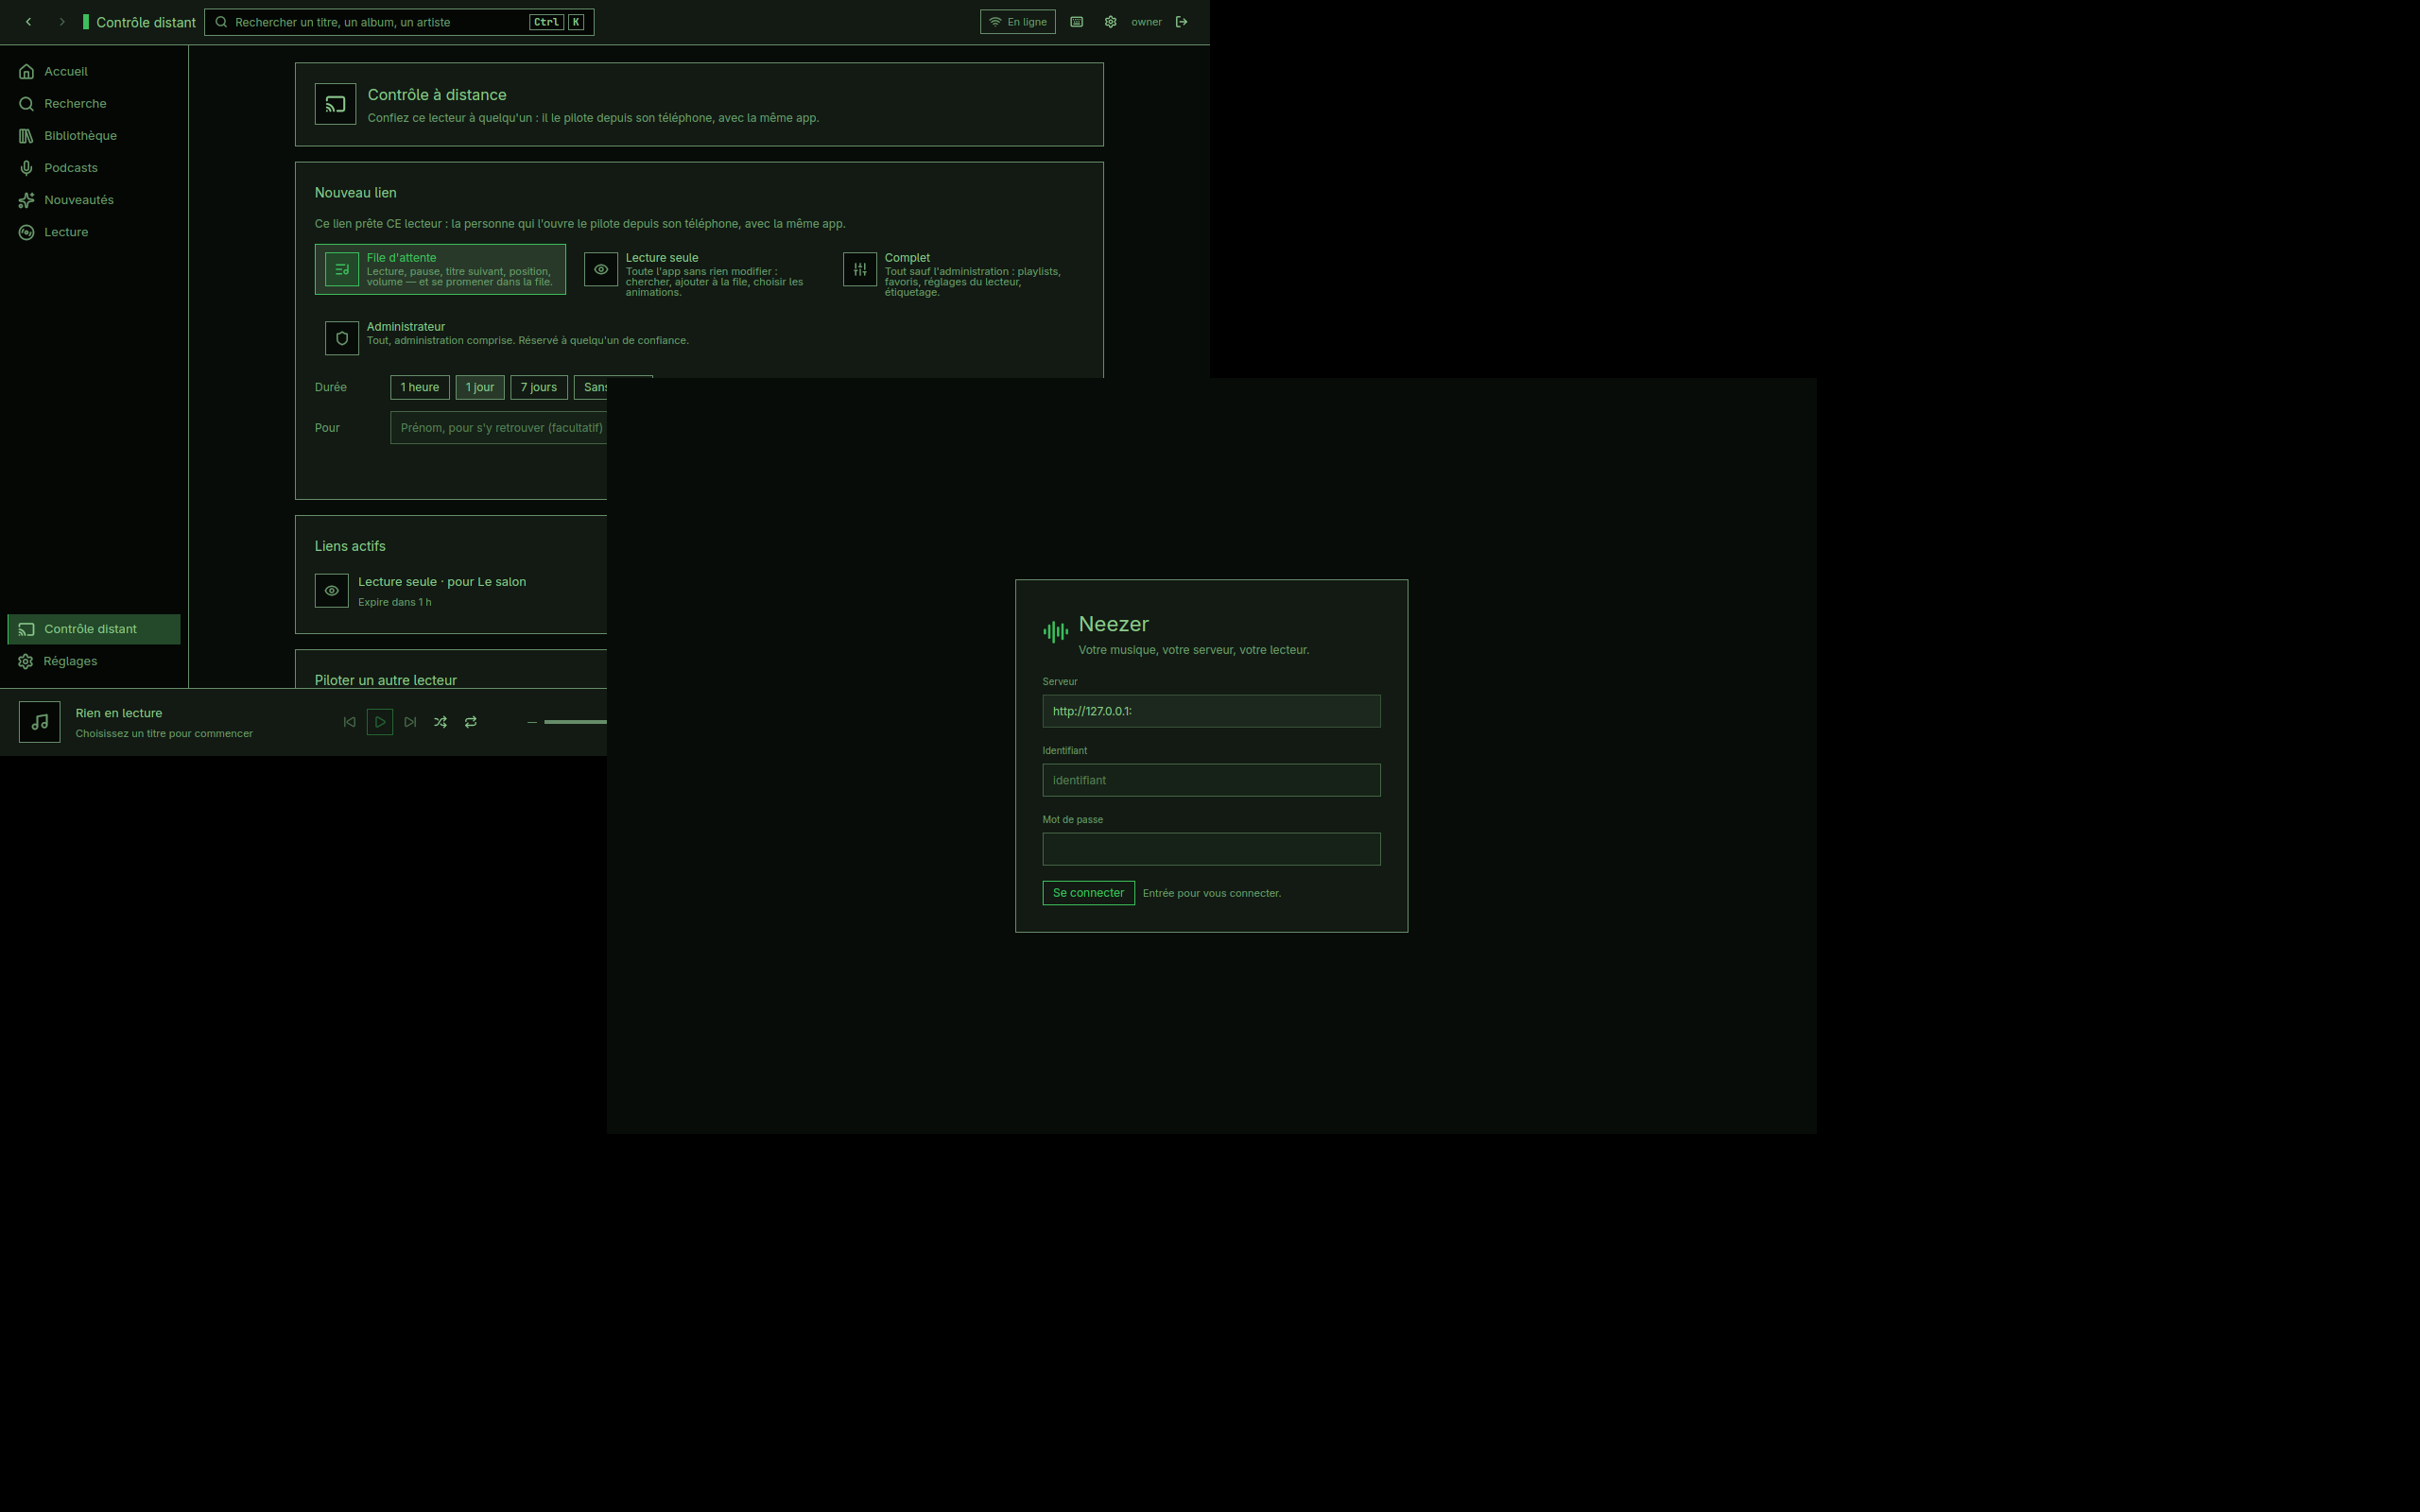 Contrôle distant
Rechercher un titre, un album, un artiste
Ctrl K
En ligne
owner
Accueil
Recherche
Bibliothèque
Podcasts
Nouveautés
Lecture
Contrôle distant
Réglages
Contrôle à distance
Confiez ce lecteur à quelqu'un : il le pilote depuis son téléphone, avec la même app.
Nouveau lien
Ce lien prête CE lecteur : la personne qui l'ouvre le pilote depuis son téléphone, avec la même app.
File d'attente
Lecture, pause, titre suivant, position,
volume — et se promener dans la file.
Lecture seule
Toute l'app sans rien modifier :
chercher, ajouter à la file, choisir les
animations.
Complet
Tout sauf l'administration : playlists,
favoris, réglages du lecteur,
étiquetage.
Administrateur
Tout, administration comprise. Réservé à quelqu'un de confiance.
Durée
1 heure
1 jour
7 jours
Sans
Pour
Prénom, pour s'y retrouver (facultatif)
Liens actifs
Lecture seule · pour Le salon
Expire dans 1 h
Piloter un autre lecteur
Rien en lecture
Choisissez un titre pour commencer
—
Neezer
Votre musique, votre serveur, votre lecteur.
Serveur
http://127.0.0.1:
Identifiant
identifiant
Mot de passe
Se connecter
Entrée pour vous connecter.